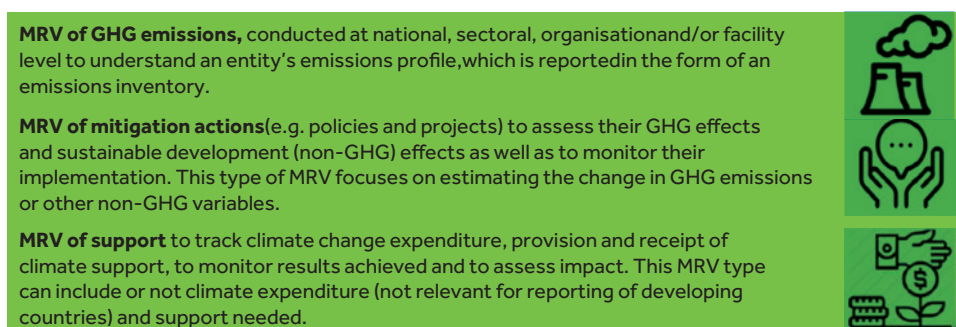 MRV of GHG emissions, conducted at national, sectoral, organisationand/or facility
level to understand an entity's emissions profile,which is reportedin the form of an
emissions inventory.
MRV of mitigation actions(e.g. policies and projects) to assess their GHG effects
and sustainable development (non-GHG) effects as well as to monitor their
implementation. This type of MRV focuses on estimating the change in GHG emissions
or other non-GHG variables.
MRV of support to track climate change expenditure, provision and receipt of
climate support, to monitor results achieved and to assess impact. This MRV type
can include or not climate expenditure (not relevant for reporting of developing
countries) and support needed.
$